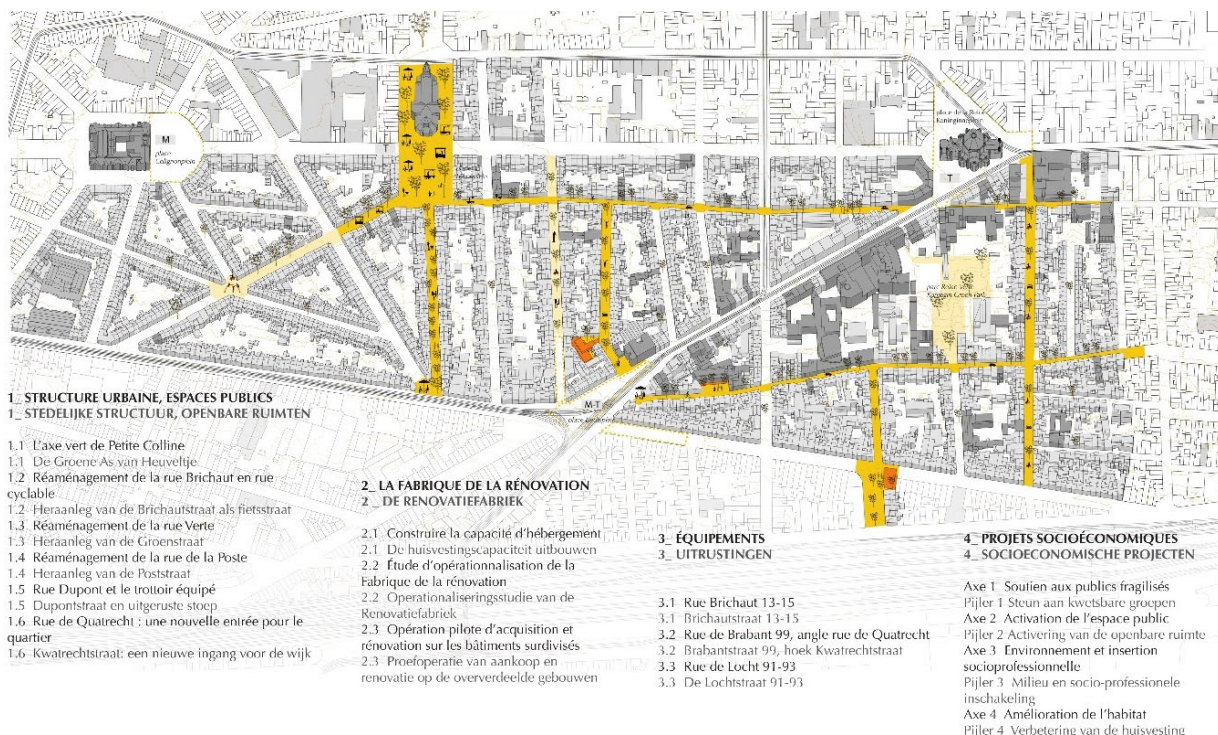 M
place
Colignonplein
place de la Reine
Koninginneplein
T
parc Reine Verte
Koningin Groen Park
M-T
1_ STRUCTURE URBAINE, ESPACES PUBLICS
1_ STEDELIJKE STRUCTUUR, OPENBARE RUIMTEN
1.1 L'axe vert de Petite Colline
1.1 De Groene As van Heuveltje
1.2 Réaménagement de la rue Brichaut en rue
cyclable
1.2 Heraanleg van de Brichautstraat als fietsstraat
1.3 Réaménagement de la rue Verte
1.3 Heraanleg van de Groenstraat
1.4 Réaménagement de la rue de la Poste
1.4 Heraanleg van de Poststraat
1.5 Rue Dupont et le trottoir équipé
1.5 Dupontstraat en uitgeruste stoep
1.6 Rue de Quatrecht : une nouvelle entrée pour le
quartier
1.6 Kwatrechtstraat: een nieuwe ingang voor de wijk
2_ LA FABRIQUE DE LA RÉNOVATION
2_ DE RENOVATIEFABRIEK
2.1 Construire la capacité d'hébergement
2.1 De huisvestingscapaciteit uitbouwen
2.2 Étude d'opérationnalisation de la
Fabrique de la rénovation
2.2 Operationaliseringsstudie van de
Renovatiefabriek
2.3 Opération pilote d'acquisition et
rénovation sur les bâtiments surdivisés
2.3 Proefoperatie van aankoop en
renovatie op de oververdeelde gebouwen
3_ ÉQUIPEMENTS
3_ UITRUSTINGEN
3.1 Rue Brichaut 13-15
3.1 Brichautstraat 13-15
3.2 Rue de Brabant 99, angle rue de Quatrecht
3.2 Brabantstraat 99, hoek Kwatrechtstraat
3.3 Rue de Locht 91-93
3.3 De Lochtstraat 91-93
4_ PROJETS SOCIOÉCONOMIQUES
4_ SOCIOECONOMISCHE PROJECTEN
Axe 1 Soutien aux publics fragilisés
Pijler 1 Steun aan kwetsbare groepen
Axe 2 Activation de l'espace public
Pijler 2 Activering van de openbare ruimte
Axe 3 Environnement et insertion
socioprofessionnelle
Pijler 3 Milieu en socio-professionele
inschakeling
Axe 4 Amélioration de l'habitat
Pijler 4 Verbetering van de huisvesting